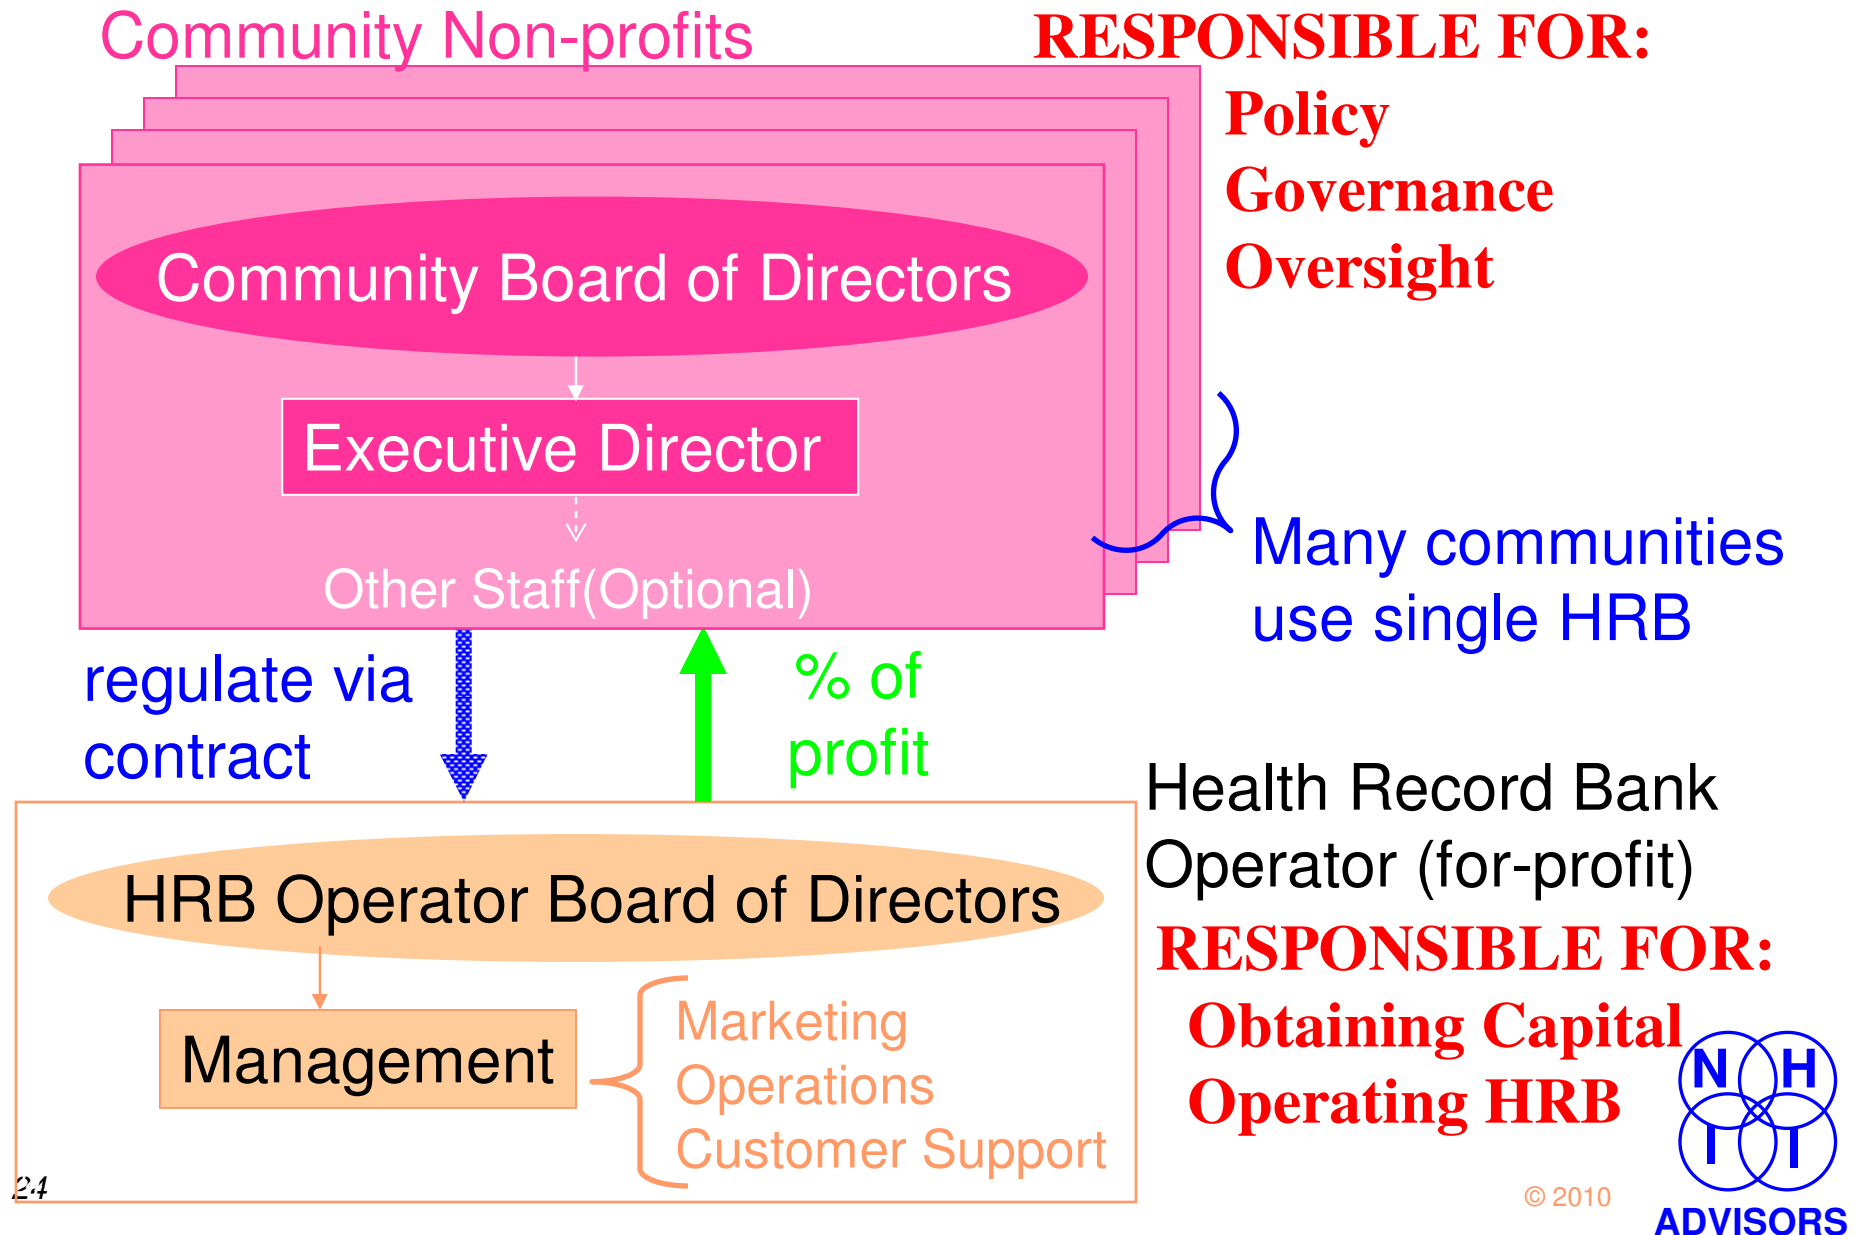 Community Non-profits
RESPONSIBLE FOR:
Policy
Governance
Oversight
Community Board of Directors
Executive Director
Other Staff(Optional)
Many communities
use single HRB
regulate via
contract
% of
profit
Health Record Bank
Operator (for-profit)
HRB Operator Board of Directors
RESPONSIBLE FOR:
Obtaining Capital
Operating HRB
Management
Marketing
Operations
Customer Support
24
© 2010
N H
I I
ADVISORS